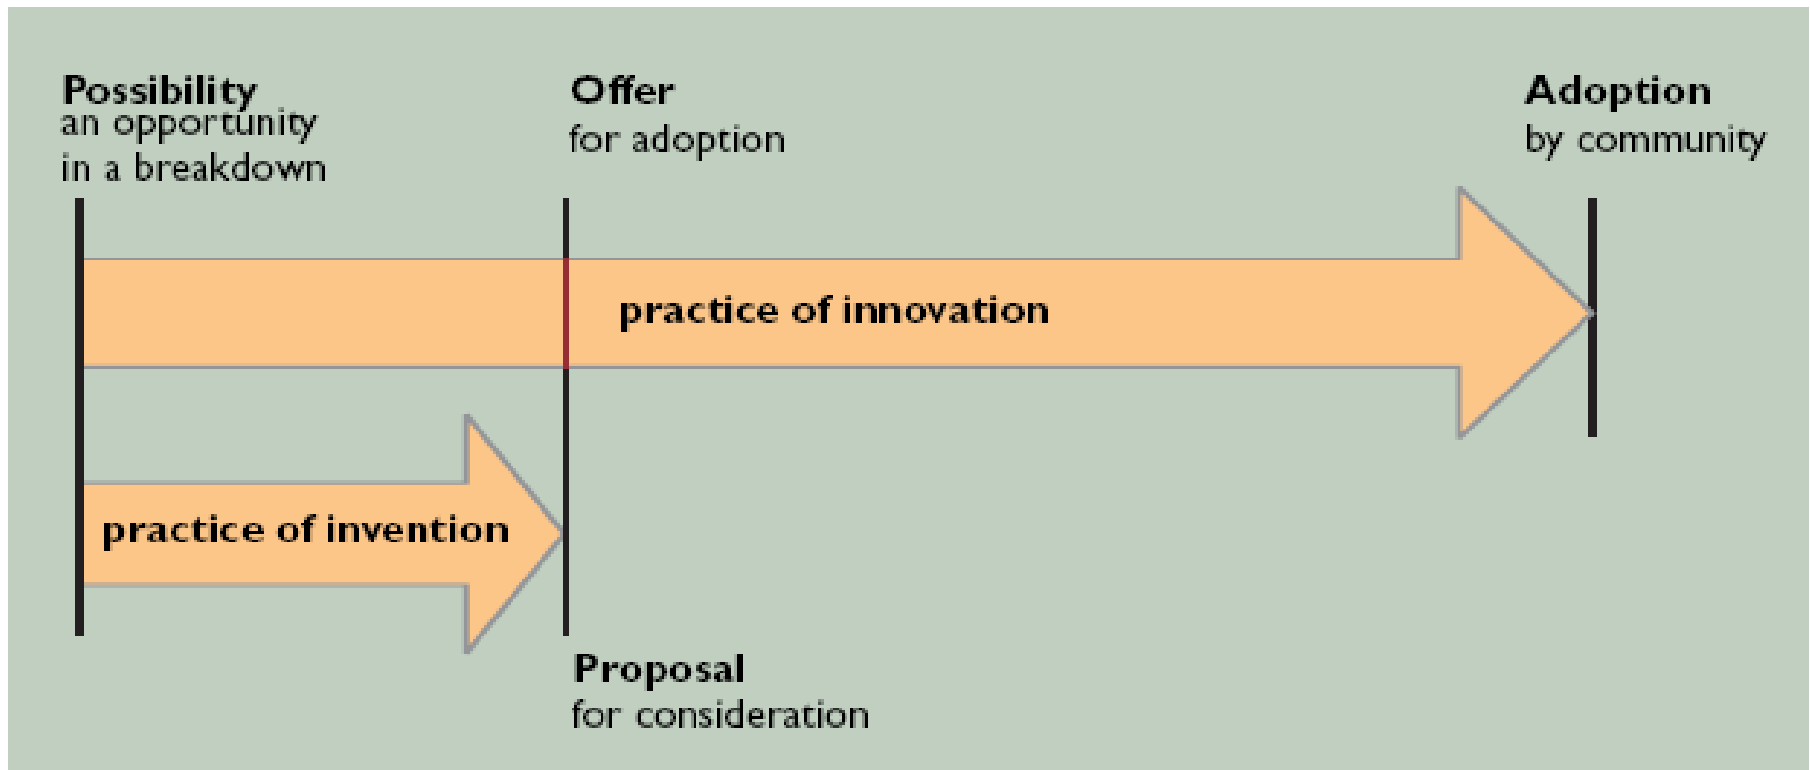 Possibility
an opportunity
in a breakdown
Offer
for adoption
Adoption
by community
practice of innovation
practice of invention
Proposal
for consideration